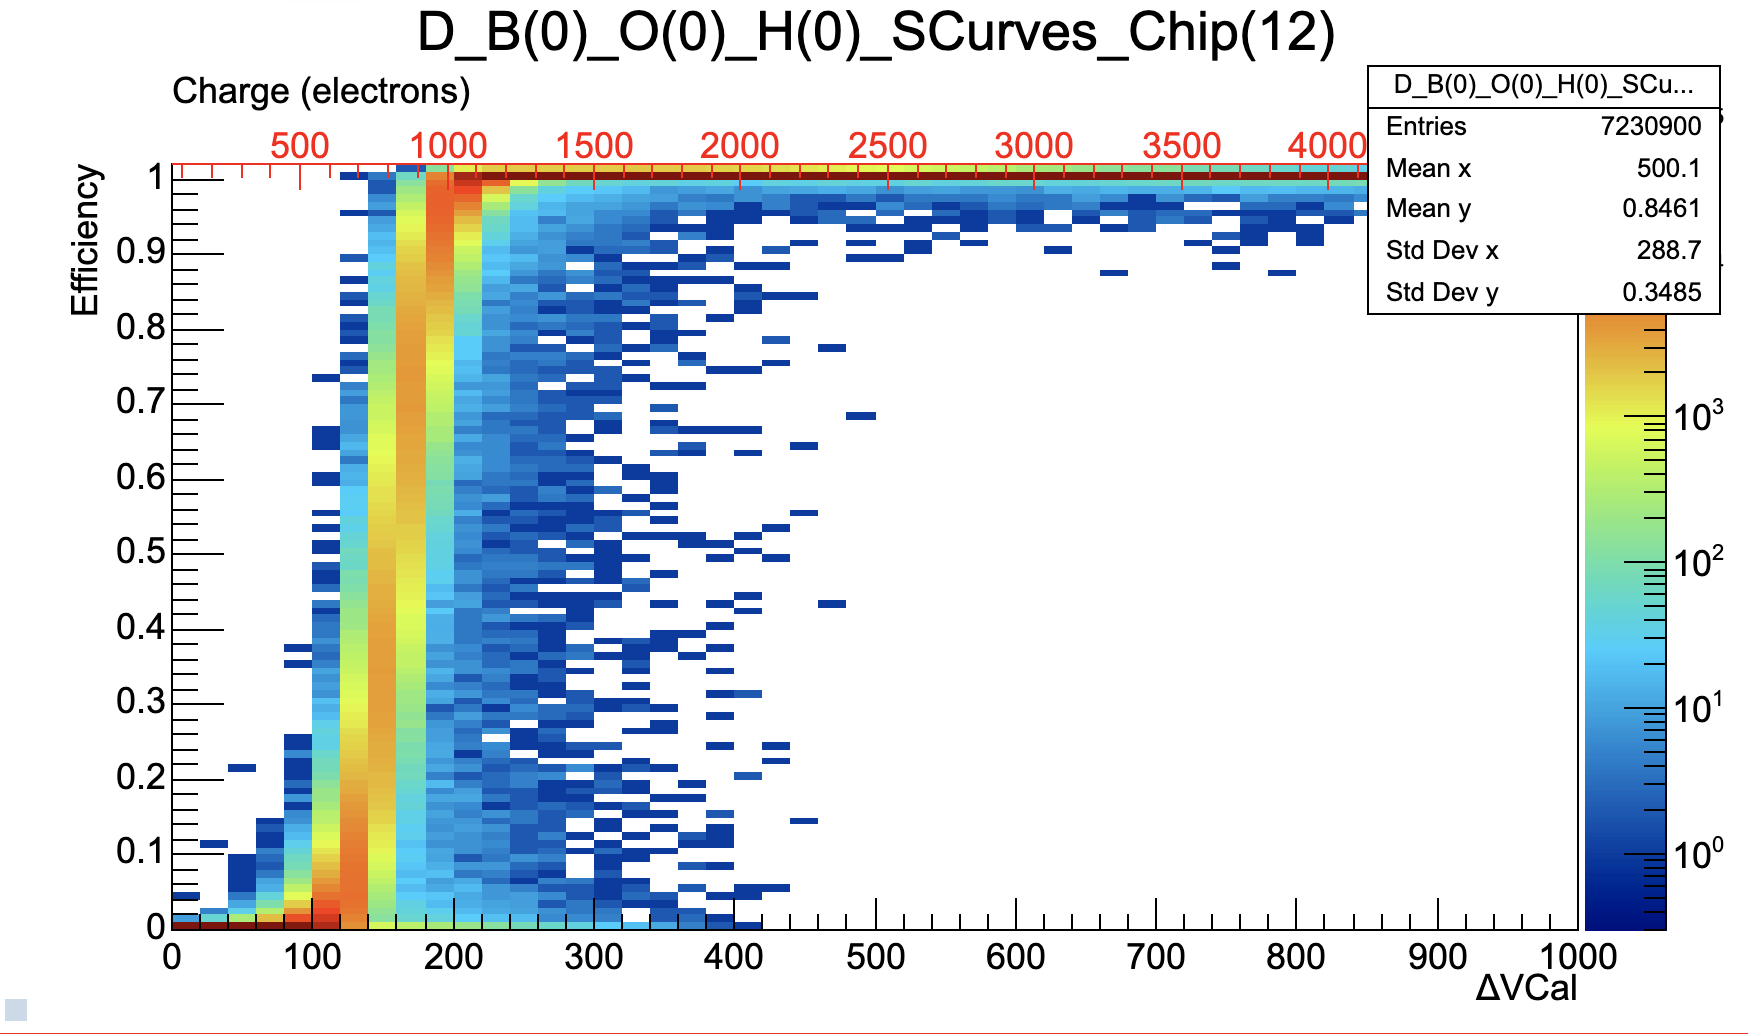 D_B(0)_O(0)_H(0)_SCurves_Chip(12)
Charge (electrons)
D_B(0)_O(0)_H(0)_SCu...
Entries 7230900
Mean x 500.1
Mean y 0.8461
Std Dev x 288.7
Std Dev y 0.3485
500 1000 1500 2000 2500 3000 3500 4000
Efficiency
1
0.9
0.8
0.7
0.6
0.5
0.4
0.3
0.2
0.1
0
10³
10²
10¹
10⁰
0 100 200 300 400 500 600 700 800 900 1000
ΔVCal